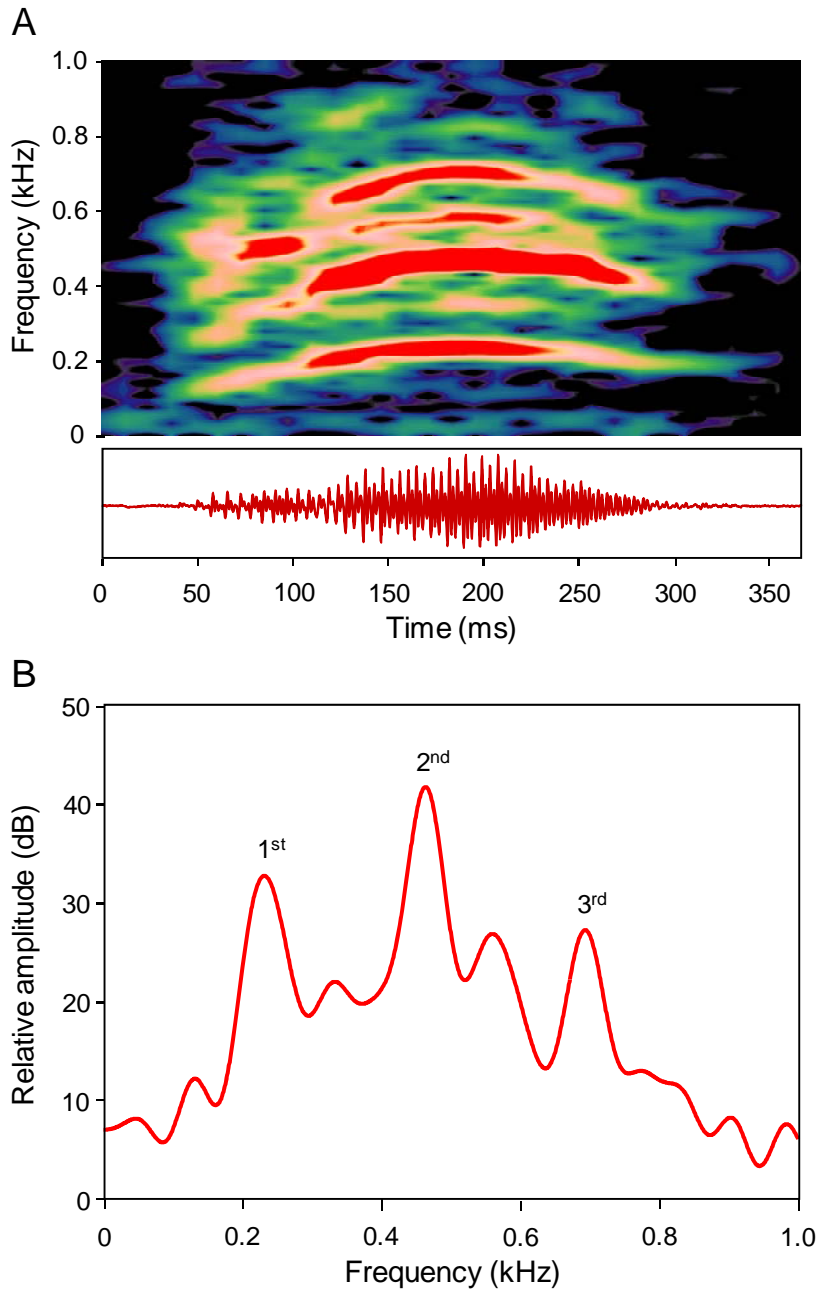 A
Frequency (kHz)
1.0
0.8
0.6
0.4
0.2
0
0 50 100 150 200 250 300 350
Time (ms)
B
Relative amplitude (dB)
50
40
30
20
10
0
1st
2nd
3rd
0 0.2 0.4 0.6 0.8 1.0
Frequency (kHz)